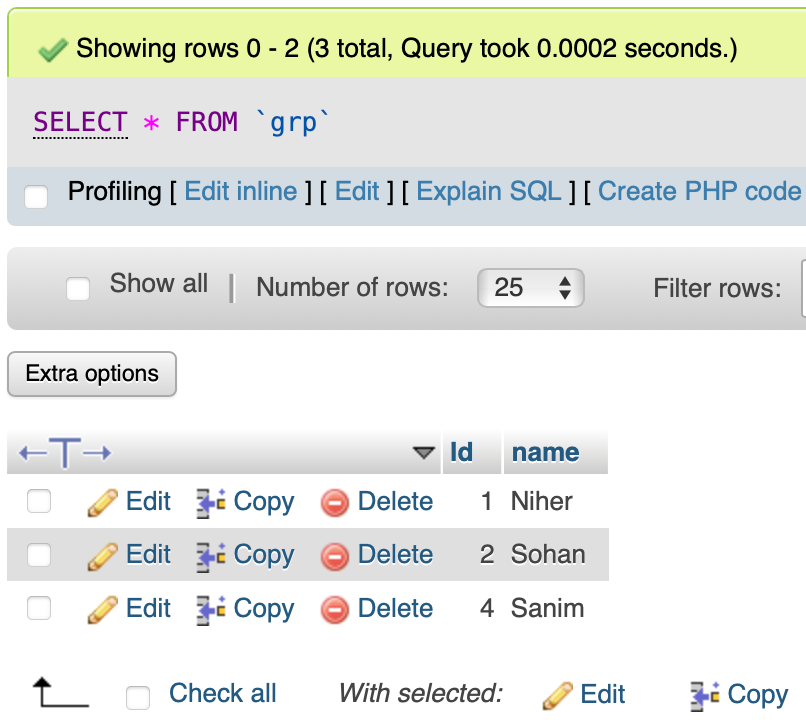 Showing rows 0 - 2 (3 total, Query took 0.0002 seconds.)
SELECT * FROM `grp`
Profiling [ Edit inline ] [ Edit ] [ Explain SQL ] [ Create PHP code
Show all | Number of rows: 25 Filter rows:
Extra options
Id name
Edit Copy Delete 1 Niher
Edit Copy Delete 2 Sohan
Edit Copy Delete 4 Sanim
Check all With selected: Edit Copy